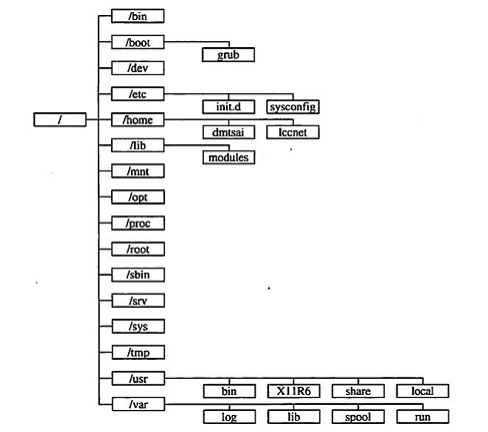 /bin
/boot
grub
/dev
/etc
init.d
sysconfig
/
/home
dmtsai
lccnet
/lib
modules
/mnt
/opt
/proc
/root
/sbin
/srv
/sys
/tmp
/usr
bin
X11R6
share
local
/var
log
lib
spool
run